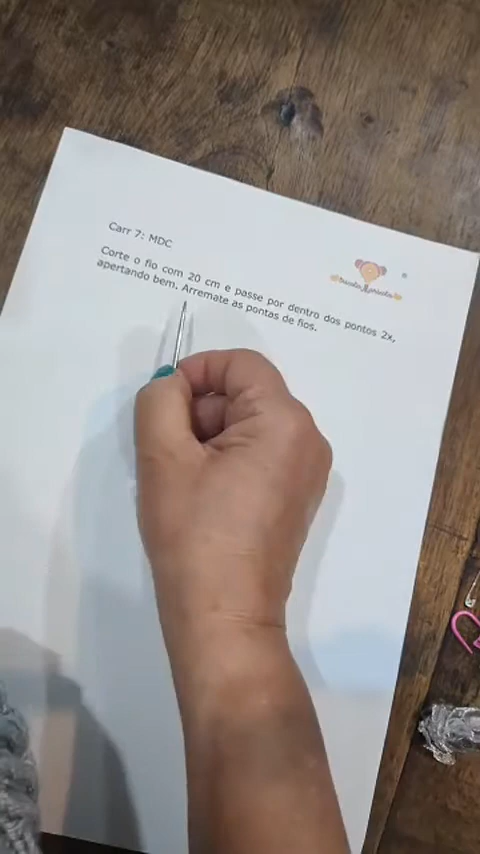 Carr 7: MDC
Corte o fio com 20 cm e passe por dentro dos pontos 2x,
apertando bem. Arremate as pontas de fios.